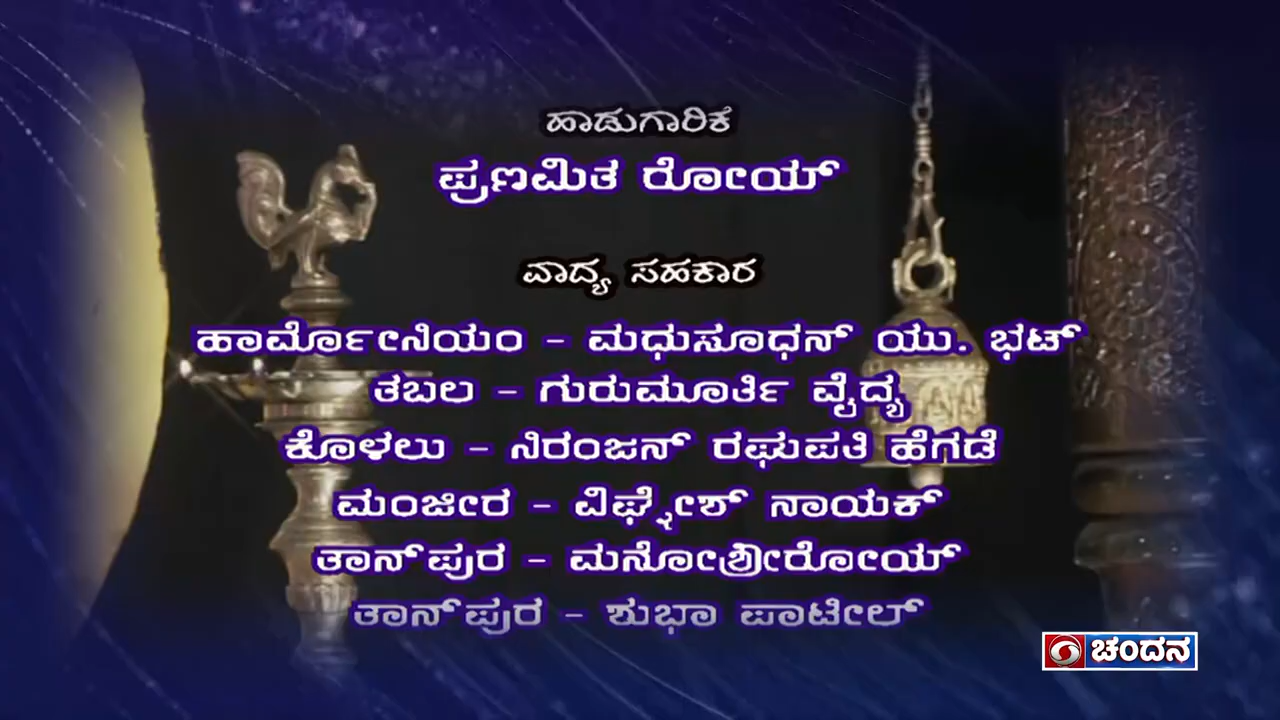 ಹಾಡುಗಾರಿಕೆ
ಪ್ರಣಮಿತ ರೋಯ್
ವಾದ್ಯ ಸಹಕಾರ
ಹಾರ್ಮೋನಿಯಂ - ಮಧುಸೂಧನ್ ಯು. ಭಟ್
ತಬಲ - ಗುರುಮೂರ್ತಿ ವೈದ್ಯ
ಕೊಳಲು - ನಿರಂಜನ್ ರಘುಪತಿ ಹೆಗಡೆ
ಮಂಜೀರ - ವಿಘ್ನೇಶ್ ನಾಯಕ್
ತಾನ್‌ಪುರ - ಮನೋಶ್ರೀರೋಯ್
ತಾನ್‌ಪುರ - ಶುಭಾ ಪಾಟೀಲ್
ಚಂದನ